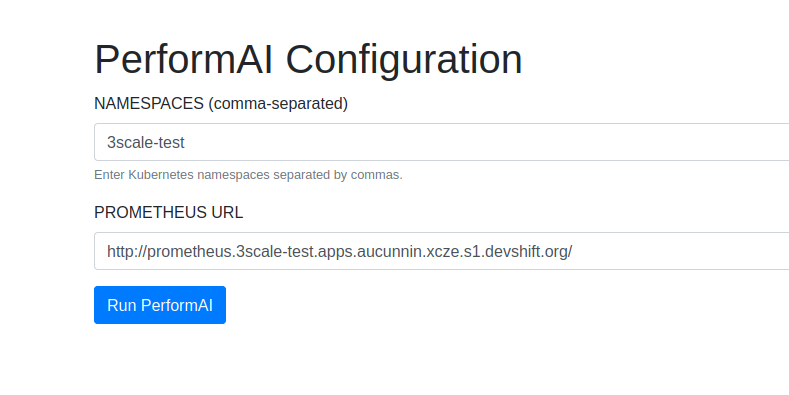 PerformAI Configuration
NAMESPACES (comma-separated)
3scale-test
Enter Kubernetes namespaces separated by commas.
PROMETHEUS URL
http://prometheus.3scale-test.apps.aucunnin.xcze.s1.devshift.org/
Run PerformAI